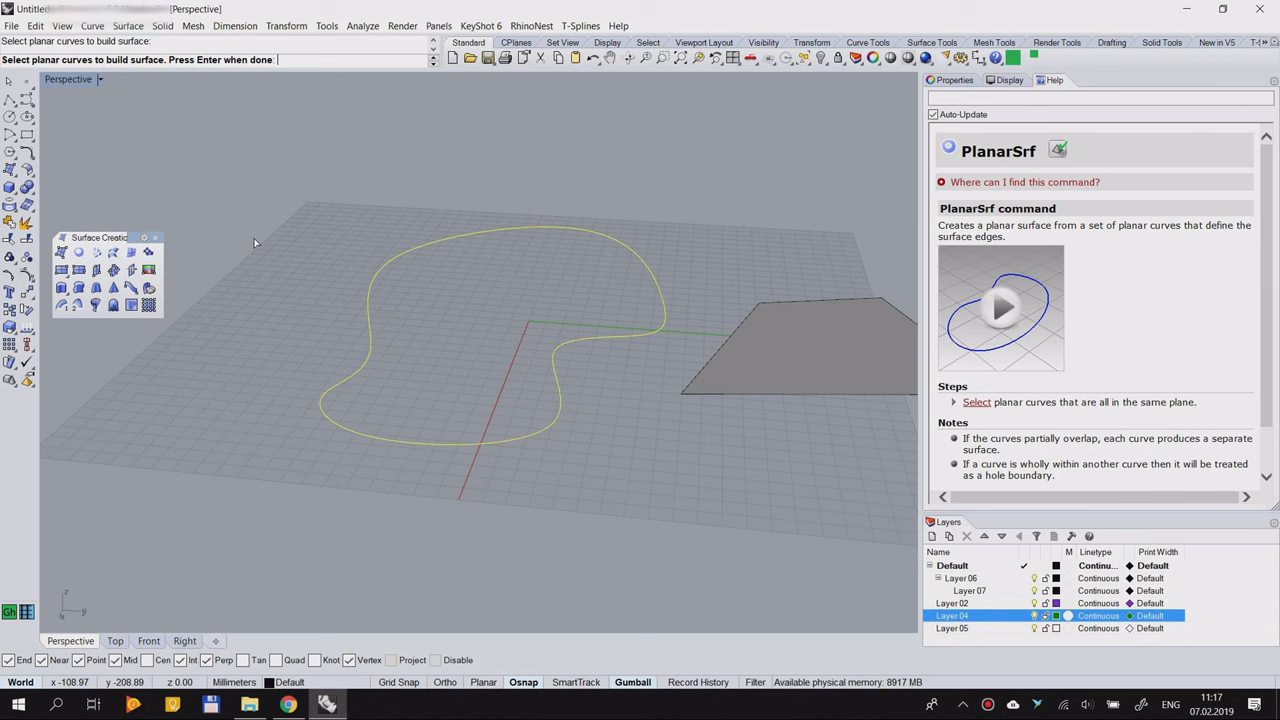 Untitled - [Perspective]
File Edit View Curve Surface Solid Mesh Dimension Transform Tools Analyze Render Panels KeyShot 6 RhinoNest T-Splines Help
Select planar curves to build surface:
Select planar curves to build surface. Press Enter when done:
Standard CPlanes Set View Display Select Viewport Layout Visibility Transform Curve Tools Surface Tools Mesh Tools Render Tools Drafting Solid Tools New in V5
Perspective
Properties Display Help
Auto-Update
PlanarSrf
Where can I find this command?
PlanarSrf command
Creates a planar surface from a set of planar curves that define the
surface edges.
Surface Creatic
Steps
Select planar curves that are all in the same plane.
Notes
If the curves partially overlap, each curve produces a separate
surface.
If a curve is wholly within another curve then it will be treated
as a hole boundary.
Layers
Name M Linetype Print Width
Default Continu... Default
Layer 06 Continuous Default
Layer 07 Continuous Default
Layer 02 Continuous Default
Layer 04 Continuous Default
Layer 05 Continuous Default
z
x y
Gh
Perspective Top Front Right
End Near Point Mid Cen Int Perp Tan Quad Knot Vertex Project Disable
World x -108.97 y -208.89 z 0.00 Millimeters Default Grid Snap Ortho Planar Osnap SmartTrack Gumball Record History Filter Available physical memory: 8917 MB
ENG
11:17
07.02.2019